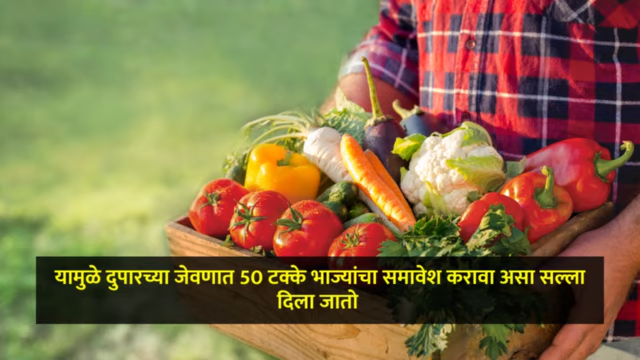 यामुळे दुपारच्या जेवणात 50 टक्के भाज्यांचा समावेश करावा असा सल्ला
दिला जातो